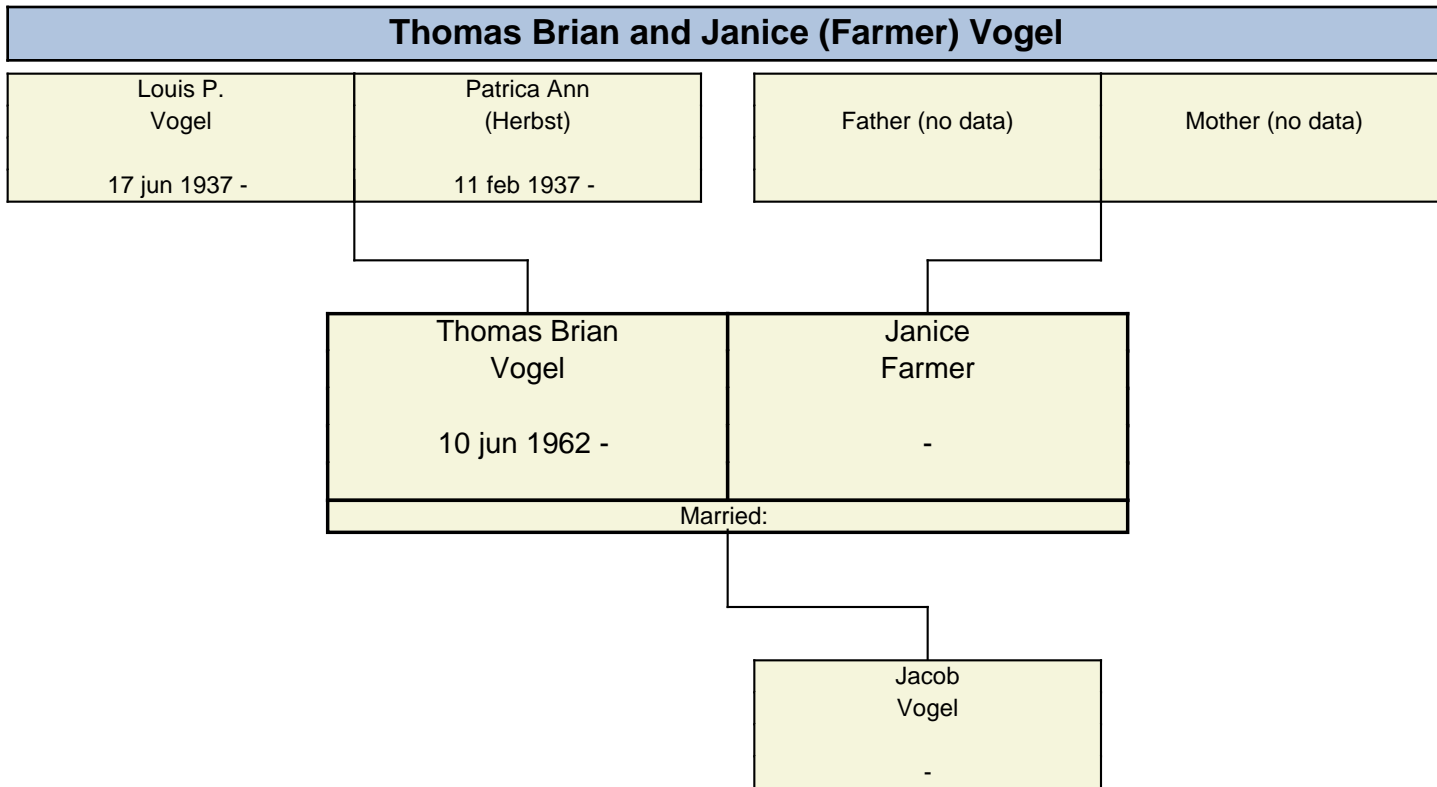 Thomas Brian and Janice (Farmer) Vogel
Louis P.
Vogel
17 jun 1937 -
Patrica Ann
(Herbst)
11 feb 1937 -
Father (no data)
Mother (no data)
Thomas Brian
Vogel
10 jun 1962 -
Janice
Farmer
-
Married:
Jacob
Vogel
-